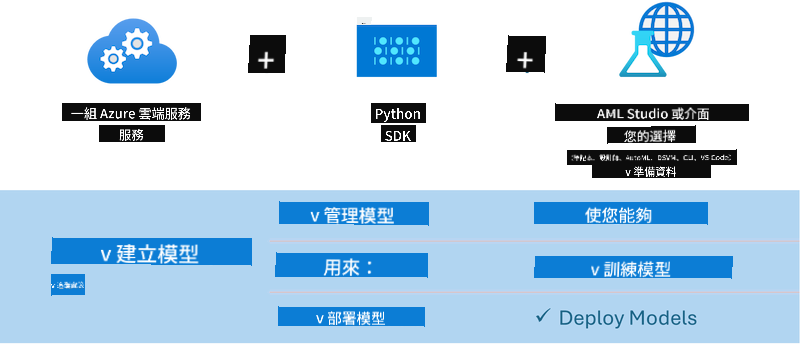 +
+
一組 Azure 雲端服務
服務
Python
SDK
AML Studio 或介面
您的選擇
AutoML、DSVM、CLI、VS Code）
v 準備資料
v 管理模型
使您能夠
v 建立模型
用來：
v 訓練模型
v 部署模型
✓ Deploy Models